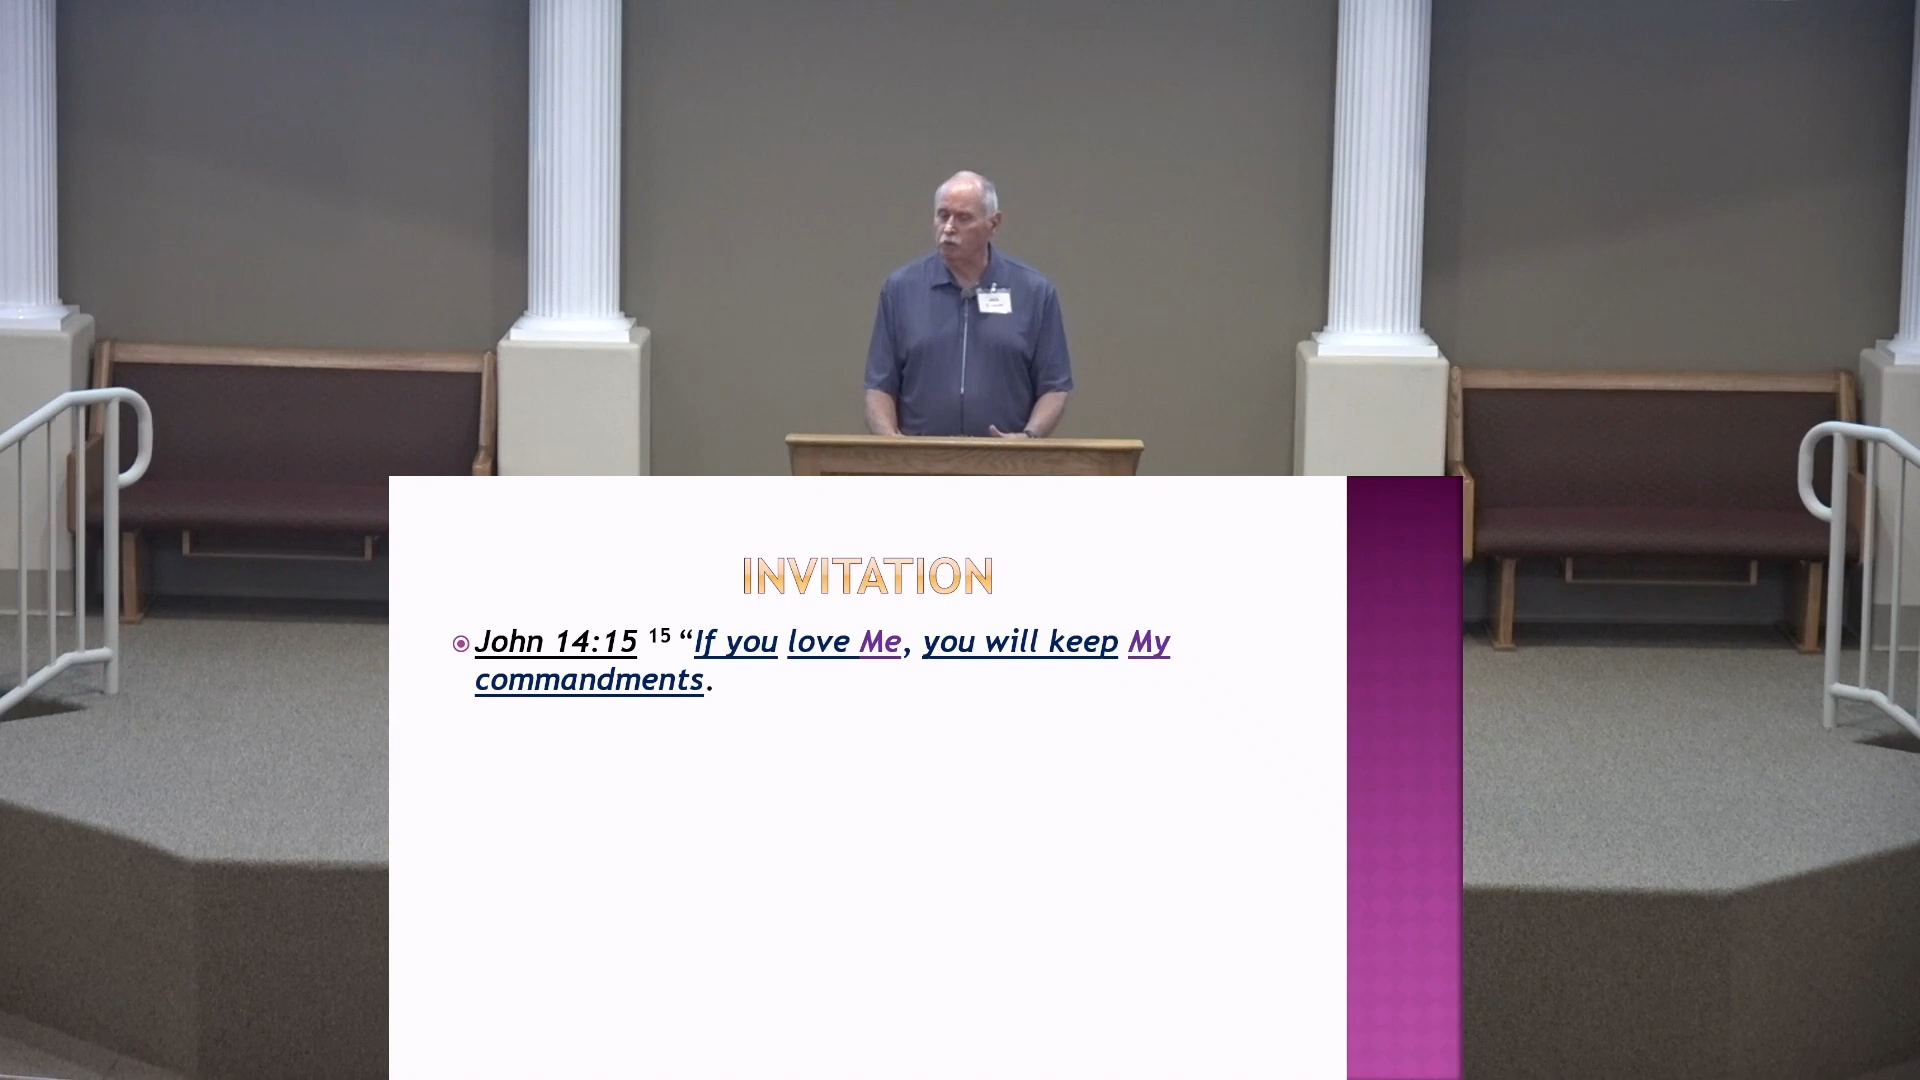 INVITATION
John 14:15 15 “If you love Me, you will keep My
commandments.